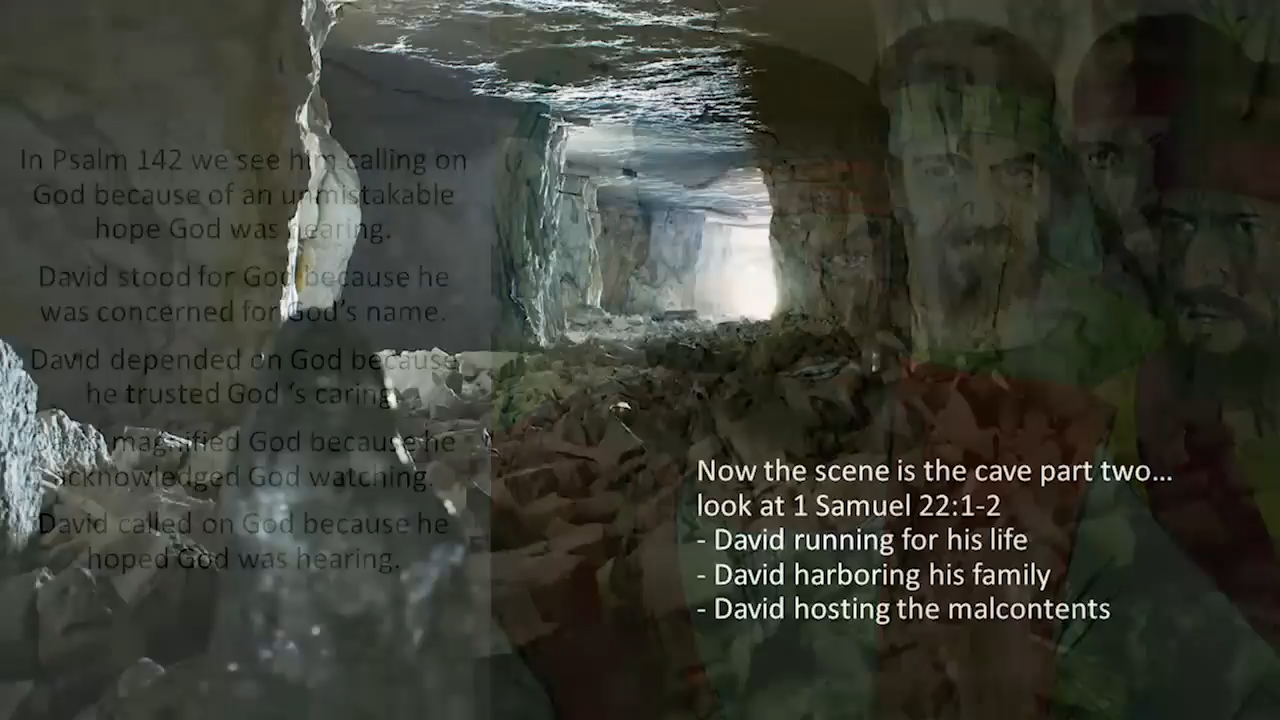 In Psalm 142 we see him calling on
God because of an unmistakable
hope God was hearing.
David stood for God because he
was concerned for God's name.
David depended on God because
he trusted God 's caring
magnified God because he
acknowledged God watching.
David called on God because he
hoped God was hearing.
Now the scene is the cave part two...
look at 1 Samuel 22:1-2
- David running for his life
- David harboring his family
- David hosting the malcontents